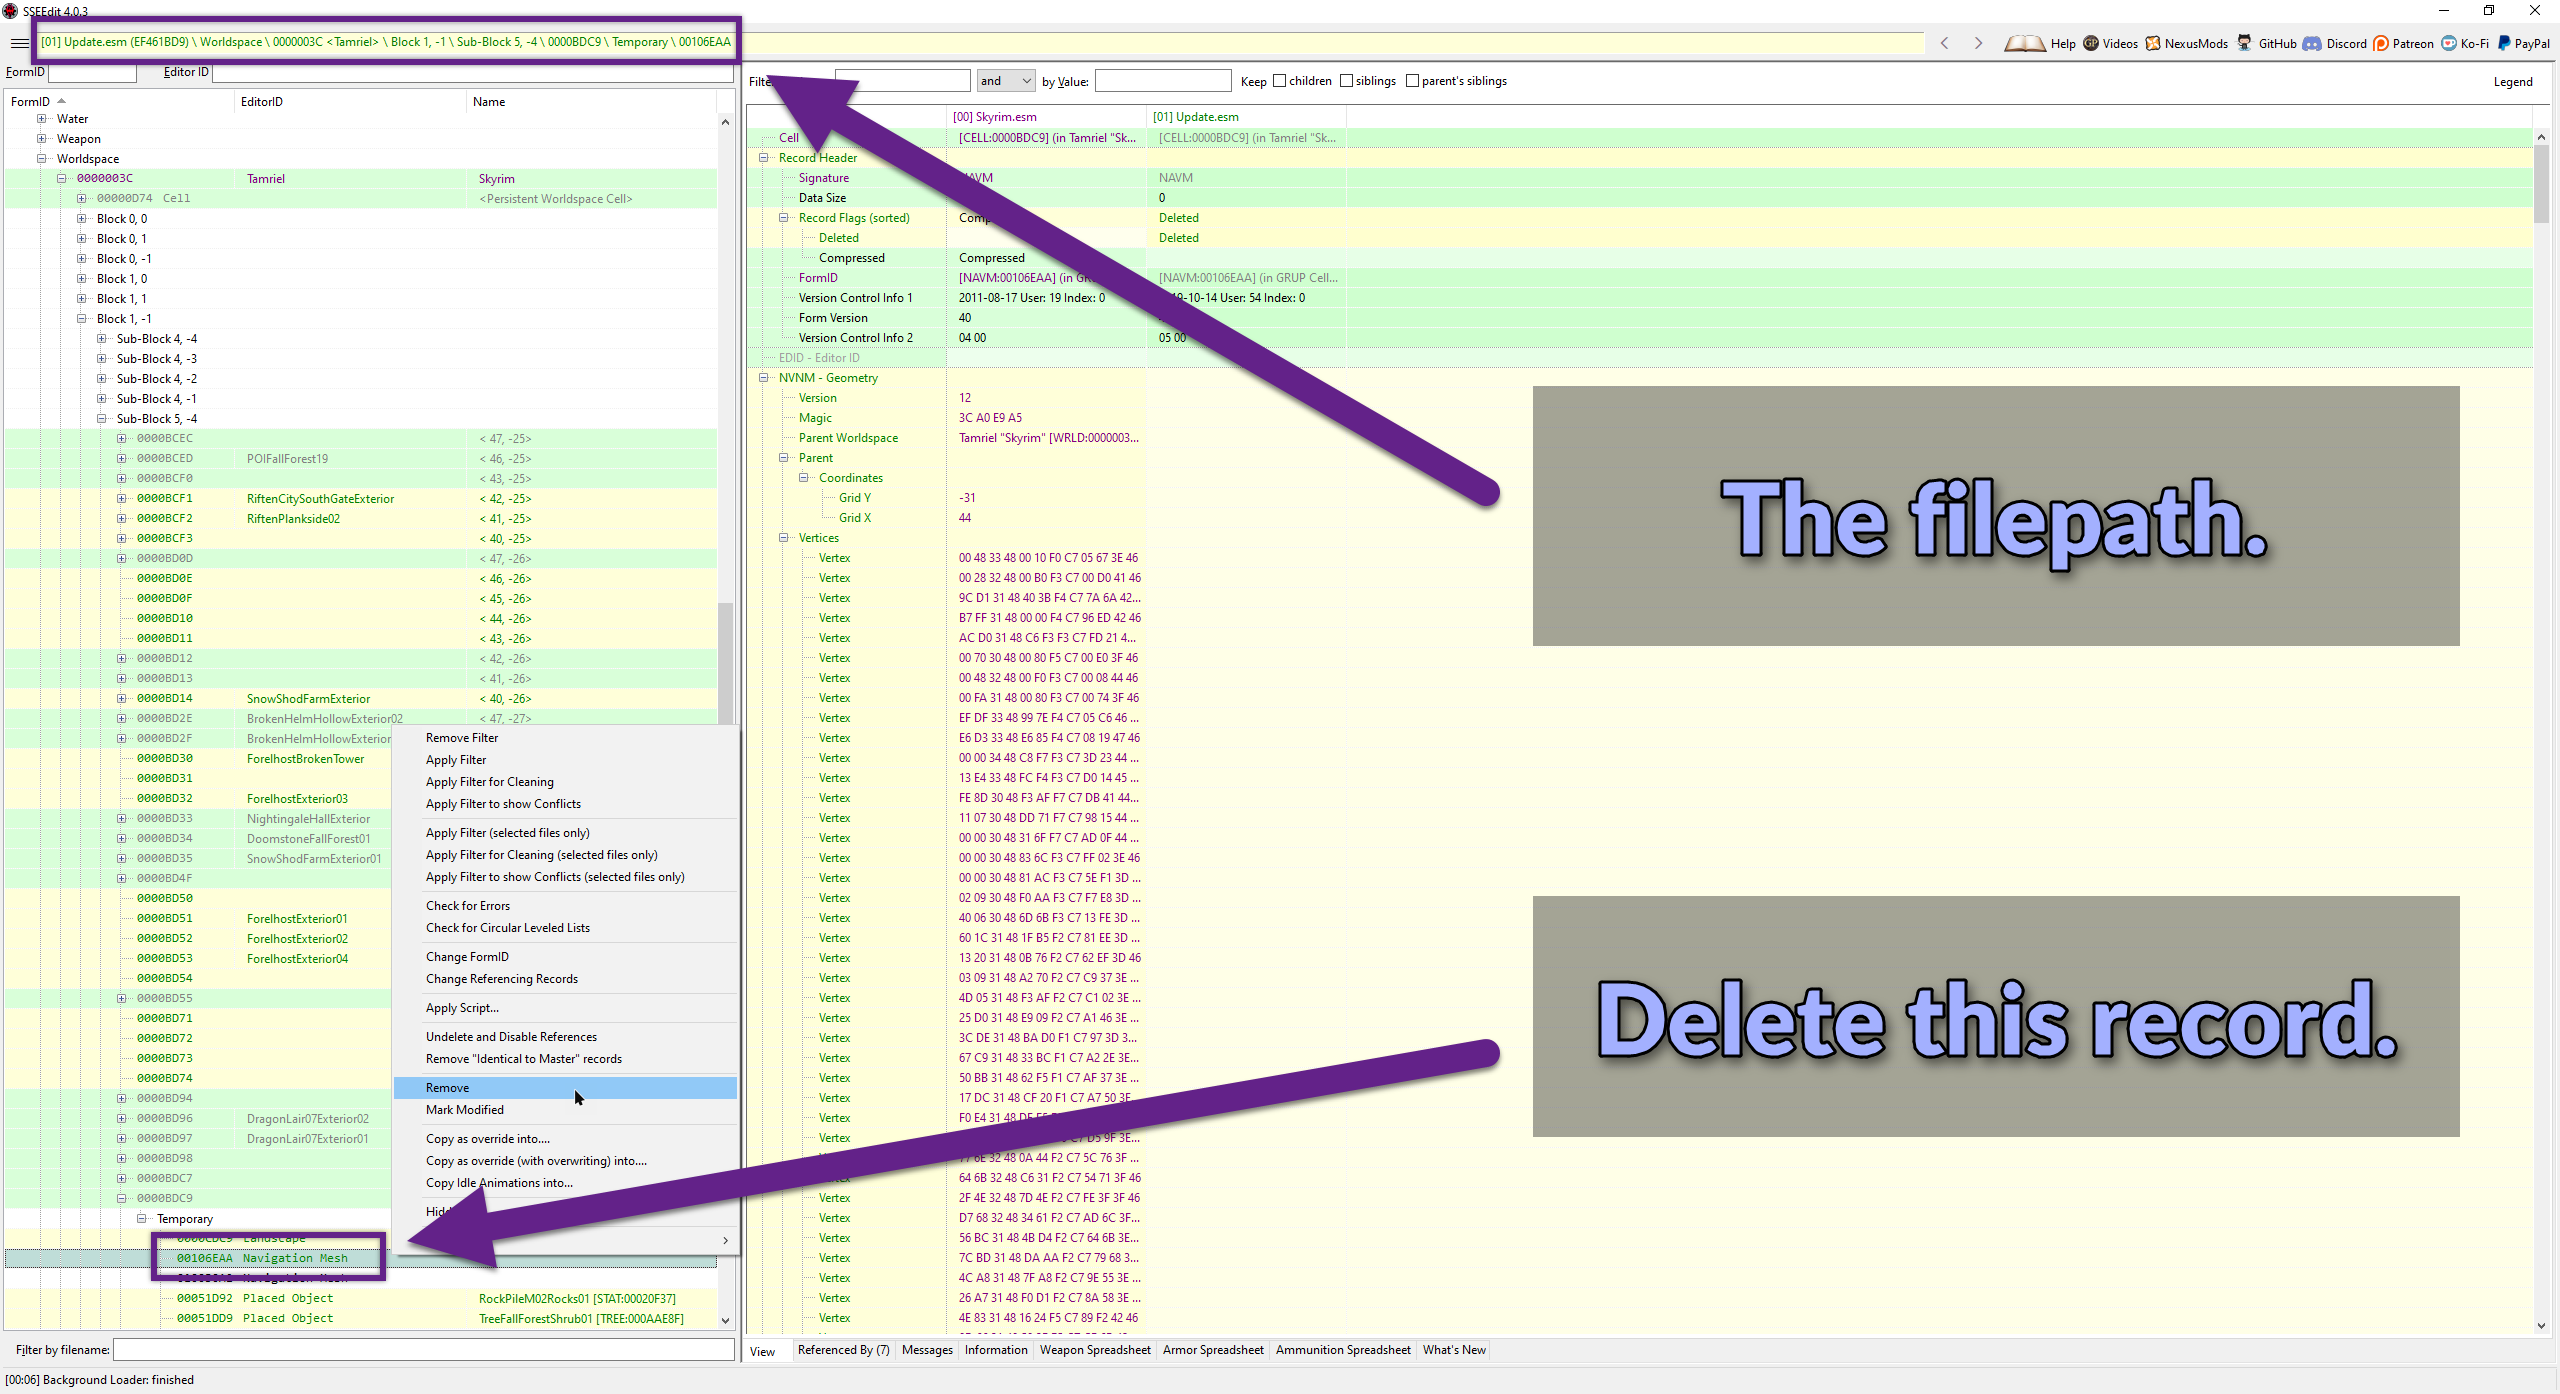 SSEEdit 4.0.3
[01] Update.esm (EF461BD9) \ Worldspace \ 0000003C <Tamriel> \ Block 1, -1 \ Sub-Block 5, -4 \ 0000BDC9 \ Temporary \ 00106EAA
Help Videos NexusMods GitHub Discord Patreon Ko-Fi PayPal
FormID Editor ID
and by Value: Keep children siblings parent's siblings Legend
FormID EditorID Name
Water
Weapon
Worldspace
0000003C Tamriel Skyrim
00000D74 Cell <Persistent Worldspace Cell>
Block 0, 0
Block 0, 1
Block 0, -1
Block 1, 0
Block 1, 1
Block 1, -1
Sub-Block 4, -4
Sub-Block 4, -3
Sub-Block 4, -2
Sub-Block 4, -1
Sub-Block 5, -4
0000BCEC < 47, -25>
0000BCED POIFallForest19 < 46, -25>
0000BCF0 < 43, -25>
0000BCF1 RiftenCitySouthGateExterior < 42, -25>
0000BCF2 RiftenPlankside02 < 41, -25>
0000BCF3 < 40, -25>
0000BD0D < 47, -26>
0000BD0E < 46, -26>
0000BD0F < 45, -26>
0000BD10 < 44, -26>
0000BD11 < 43, -26>
0000BD12 < 42, -26>
0000BD13 < 41, -26>
0000BD14 SnowShodFarmExterior < 40, -26>
0000BD2E BrokenHelmHollowExterior02 < 47, -27>
0000BD2F BrokenHelmHollowExterior
0000BD30 ForelhostBrokenTower
0000BD31
0000BD32 ForelhostExterior03
0000BD33 NightingaleHallExterior
0000BD34 DoomstoneFallForest01
0000BD35 SnowShodFarmExterior01
0000BD4F
0000BD50
0000BD51 ForelhostExterior01
0000BD52 ForelhostExterior02
0000BD53 ForelhostExterior04
0000BD54
0000BD55
0000BD71
0000BD72
0000BD73
0000BD74
0000BD94
0000BD96 DragonLair07Exterior02
0000BD97 DragonLair07Exterior01
0000BD98
0000BDC7
0000BDC9
Temporary
00106EAA Navigation Mesh
00051D92 Placed Object RockPileM02Rocks01 [STAT:00020F37]
00051DD9 Placed Object TreeFallForestShrub01 [TREE:000AAE8F]
Filter by filename:
[00:06] Background Loader: finished
Remove Filter
Apply Filter
Apply Filter for Cleaning
Apply Filter to show Conflicts
Apply Filter (selected files only)
Apply Filter for Cleaning (selected files only)
Apply Filter to show Conflicts (selected files only)
Check for Errors
Check for Circular Leveled Lists
Change FormID
Change Referencing Records
Apply Script...
Undelete and Disable References
Remove "Identical to Master" records
Remove
Mark Modified
Copy as override into....
Copy as override (with overwriting) into....
Copy Idle Animations into...
[00] Skyrim.esm [01] Update.esm
Cell [CELL:0000BDC9] (in Tamriel "Sk... [CELL:0000BDC9] (in Tamriel "Sk...
Record Header
Signature NAVM
Data Size 0
Record Flags (sorted) Deleted
Deleted Deleted
Compressed Compressed
FormID [NAVM:00106EAA] (in [NAVM:00106EAA] (in GRUP Cell...
Version Control Info 1 2011-08-17 User: 19 Index: 0 User: 54 Index: 0
Form Version 40
Version Control Info 2 04 00 05 00
EDID - Editor ID
NVNM - Geometry
Version 12
Magic 3C A0 E9 A5
Parent Worldspace Tamriel "Skyrim" [WRLD:0000003...
Parent
Coordinates
Grid Y -31
Grid X 44
Vertices
Vertex 00 48 33 48 00 10 F0 C7 05 67 3E 46
Vertex 00 28 32 48 00 B0 F3 C7 00 D0 41 46
Vertex 9C D1 31 48 40 3B F4 C7 7A 6A 42...
Vertex B7 FF 31 48 00 00 F4 C7 96 ED 42 46
Vertex AC D0 31 48 C6 F3 F3 C7 FD 21 4...
Vertex 00 70 30 48 00 80 F5 C7 00 E0 3F 46
Vertex 00 48 32 48 00 F0 F3 C7 00 08 44 46
Vertex 00 FA 31 48 00 80 F3 C7 00 74 3F 46
Vertex EF DF 33 48 99 7E F4 C7 05 C6 46 ...
Vertex E6 D3 33 48 E6 85 F4 C7 08 19 47 46
Vertex 00 00 34 48 C8 F7 F3 C7 3D 23 44 ...
Vertex 13 E4 33 48 FC F4 F3 C7 D0 14 45 ...
Vertex FE 8D 30 48 F3 AF F7 C7 DB 41 44...
Vertex 11 07 30 48 DD 71 F7 C7 98 15 44 ...
Vertex 00 00 30 48 31 6F F7 C7 AD 0F 44 ...
Vertex 00 00 30 48 83 6C F3 C7 FF 02 3E 46
Vertex 00 00 30 48 81 AC F3 C7 5E F1 3D ...
Vertex 02 09 30 48 F0 AA F3 C7 F7 E8 3D ...
Vertex 40 06 30 48 6D 6B F3 C7 13 FE 3D ...
Vertex 60 1C 31 48 1F B5 F2 C7 81 EE 3D ...
Vertex 13 20 31 48 0B 76 F2 C7 62 EF 3D 46
Vertex 03 09 31 48 A2 70 F2 C7 C9 37 3E ...
Vertex 4D 05 31 48 F3 AF F2 C7 C1 02 3E ...
Vertex 25 D0 31 48 E9 09 F2 C7 A1 46 3E ...
Vertex 3C DE 31 48 BA D0 F1 C7 97 3D 3...
Vertex 67 C9 31 48 33 BC F1 C7 A2 2E 3E...
Vertex 50 BB 31 48 62 F5 F1 C7 AF 37 3E ...
Vertex 17 DC 31 48 CF 20 F1 C7 A7 50 3F...
Vertex F0 E4 31 48
Vertex
Vertex 6E 32 48 0A 44 F2 C7 5C 76 3F ...
Vertex 64 6B 32 48 C6 31 F2 C7 54 71 3F 46
Vertex 2F 4E 32 48 7D 4E F2 C7 FE 3F 3F 46
Vertex D7 68 32 48 34 61 F2 C7 AD 6C 3F...
Vertex 56 BC 31 48 4B D4 F2 C7 64 6B 3E...
Vertex 7C BD 31 48 DA AA F2 C7 79 68 3...
Vertex 4C A8 31 48 7F A8 F2 C7 9E 55 3E ...
Vertex 26 A7 31 48 F0 D1 F2 C7 8A 58 3E ...
Vertex 4E 83 31 48 16 24 F5 C7 89 F2 42 46
View Referenced By (7) Messages Information Weapon Spreadsheet Armor Spreadsheet Ammunition Spreadsheet What's New
The filepath.
Delete this record.